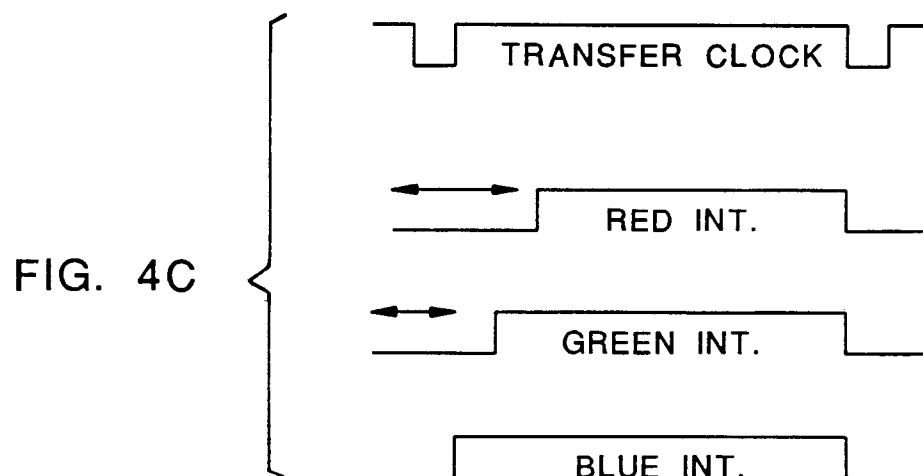 TRANSFER CLOCK
RED INT.
FIG. 4C
GREEN INT.
BLUE INT.